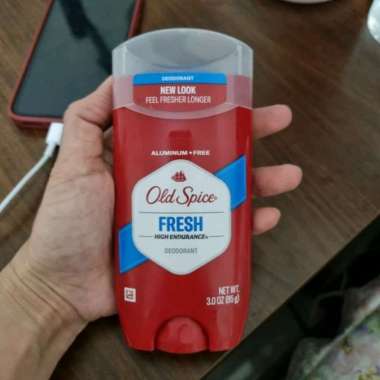 DEODORANT
NEW LOOK
FEEL FRESHER LONGER
ALUMINUM • FREE
Old Spice
FRESH
HIGH ENDURANCE
DEODORANT
NET WT.
3.0 OZ (85 g)